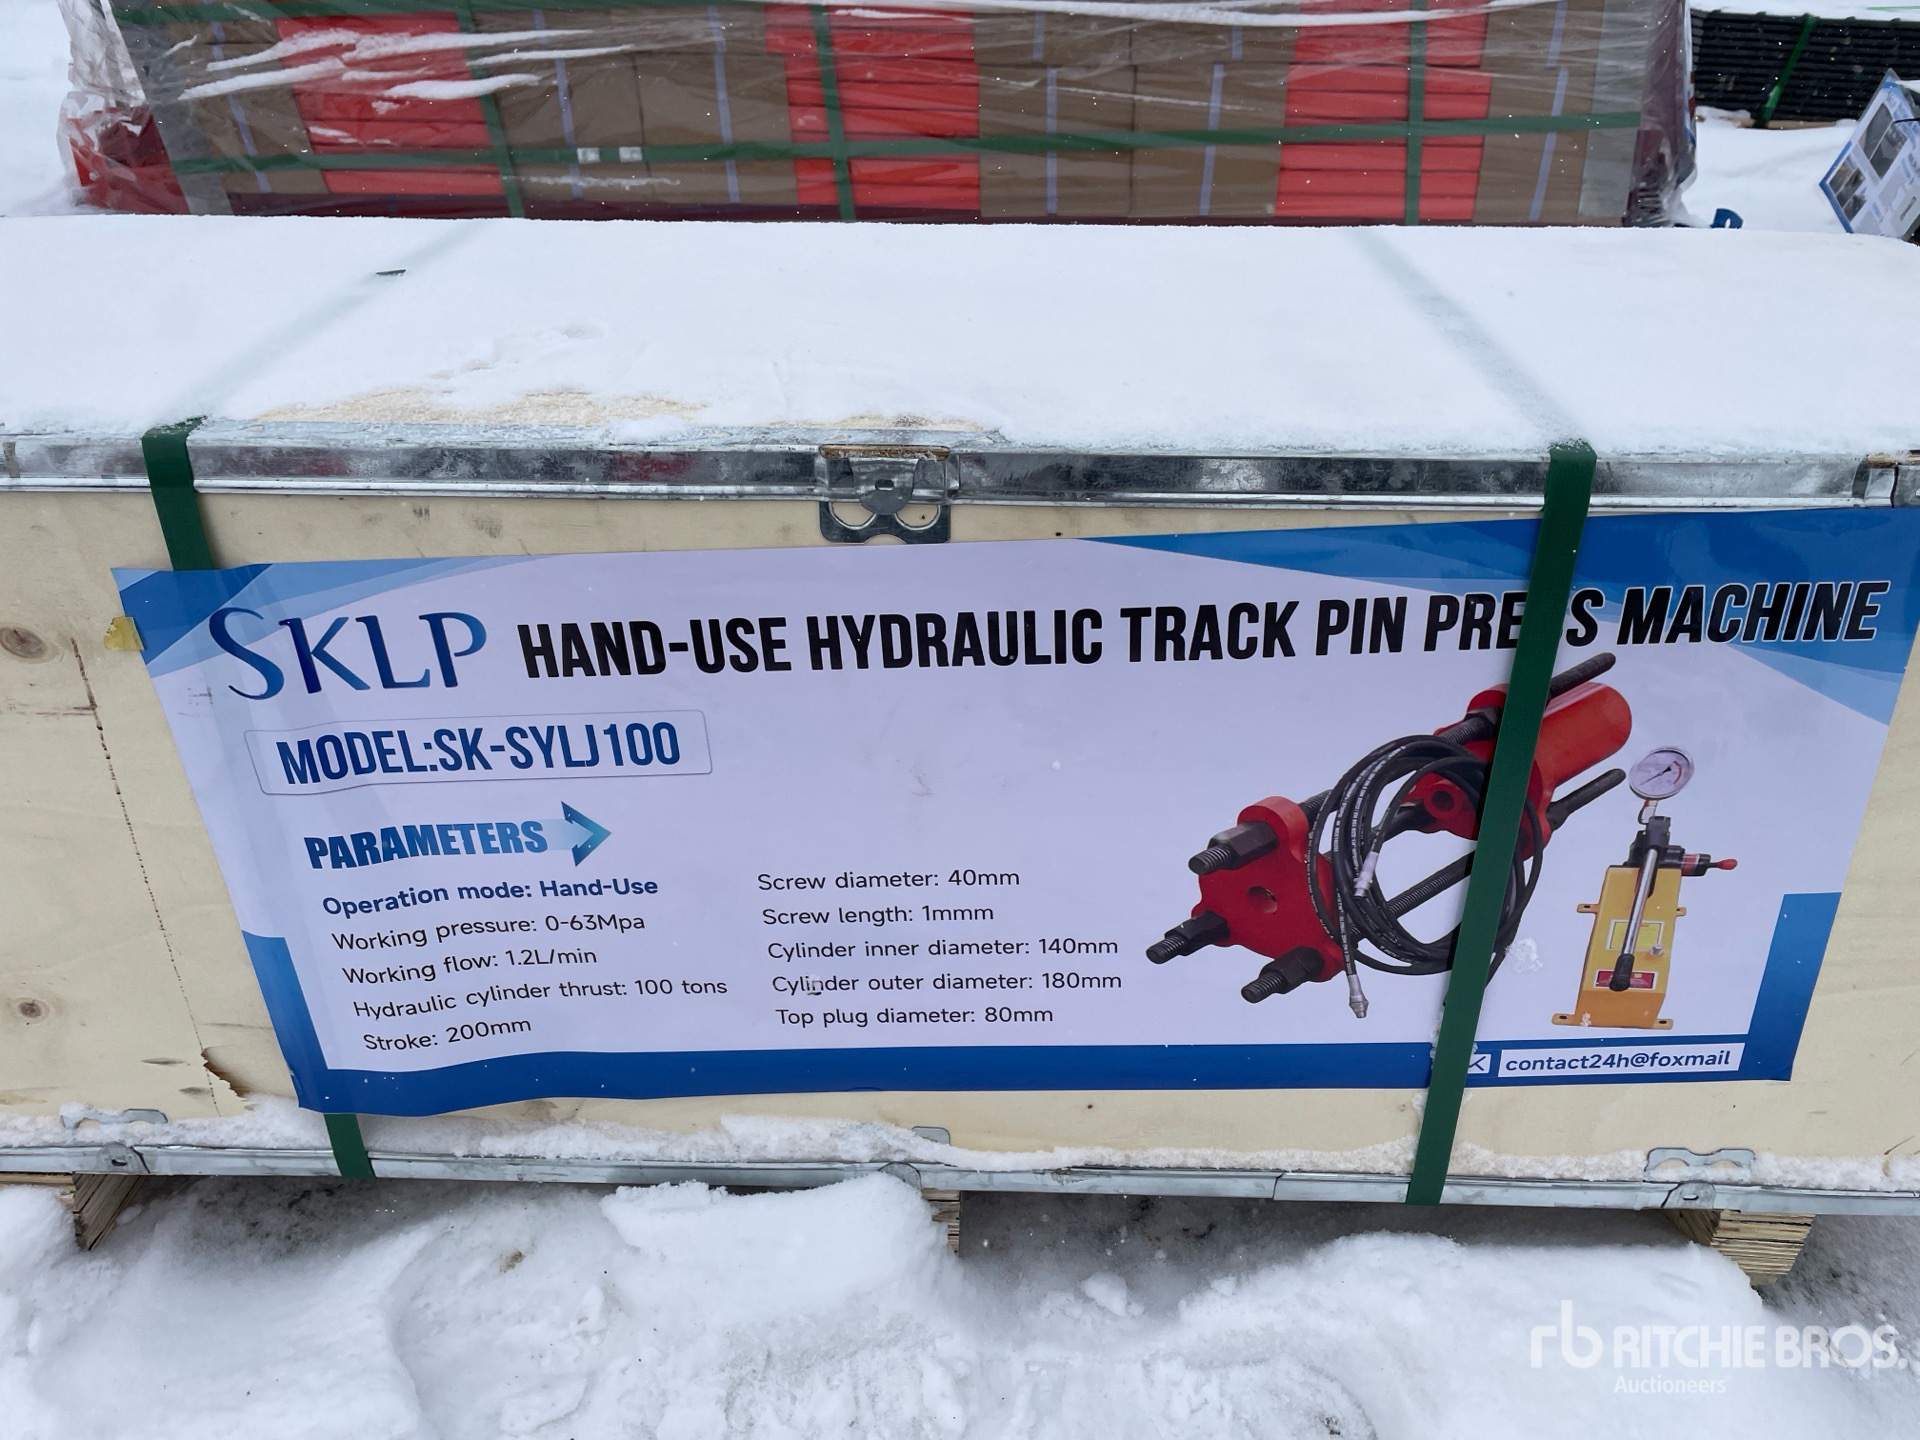 SKLP HAND-USE HYDRAULIC TRACK PIN PRESS MACHINE
MODEL:SK-SYLJ100
PARAMETERS
Operation mode: Hand-Use
Working pressure: 0-63Mpa
Working flow: 1.2L/min
Hydraulic cylinder thrust: 100 tons
Stroke: 200mm
Screw diameter: 40mm
Screw length: 1mmm
Cylinder inner diameter: 140mm
Cylinder outer diameter: 180mm
Top plug diameter: 80mm
contact24h@foxmail
rb RITCHIE BROS.
Auctioneers